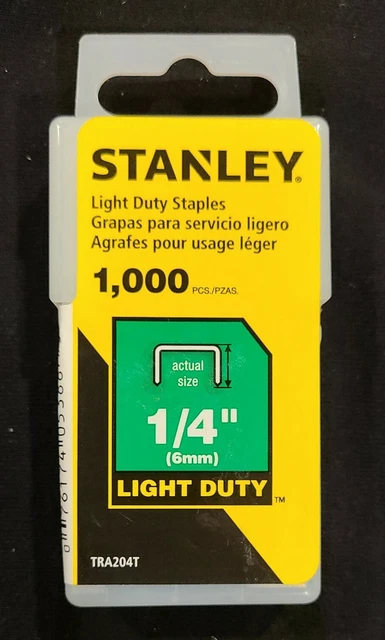 STANLEY®
Light Duty Staples
Grapas para servicio ligero
Agrafes pour usage léger
1,000 PCS./PZAS.
actual
size
1/4"
(6mm)
LIGHT DUTY™
TRA204T